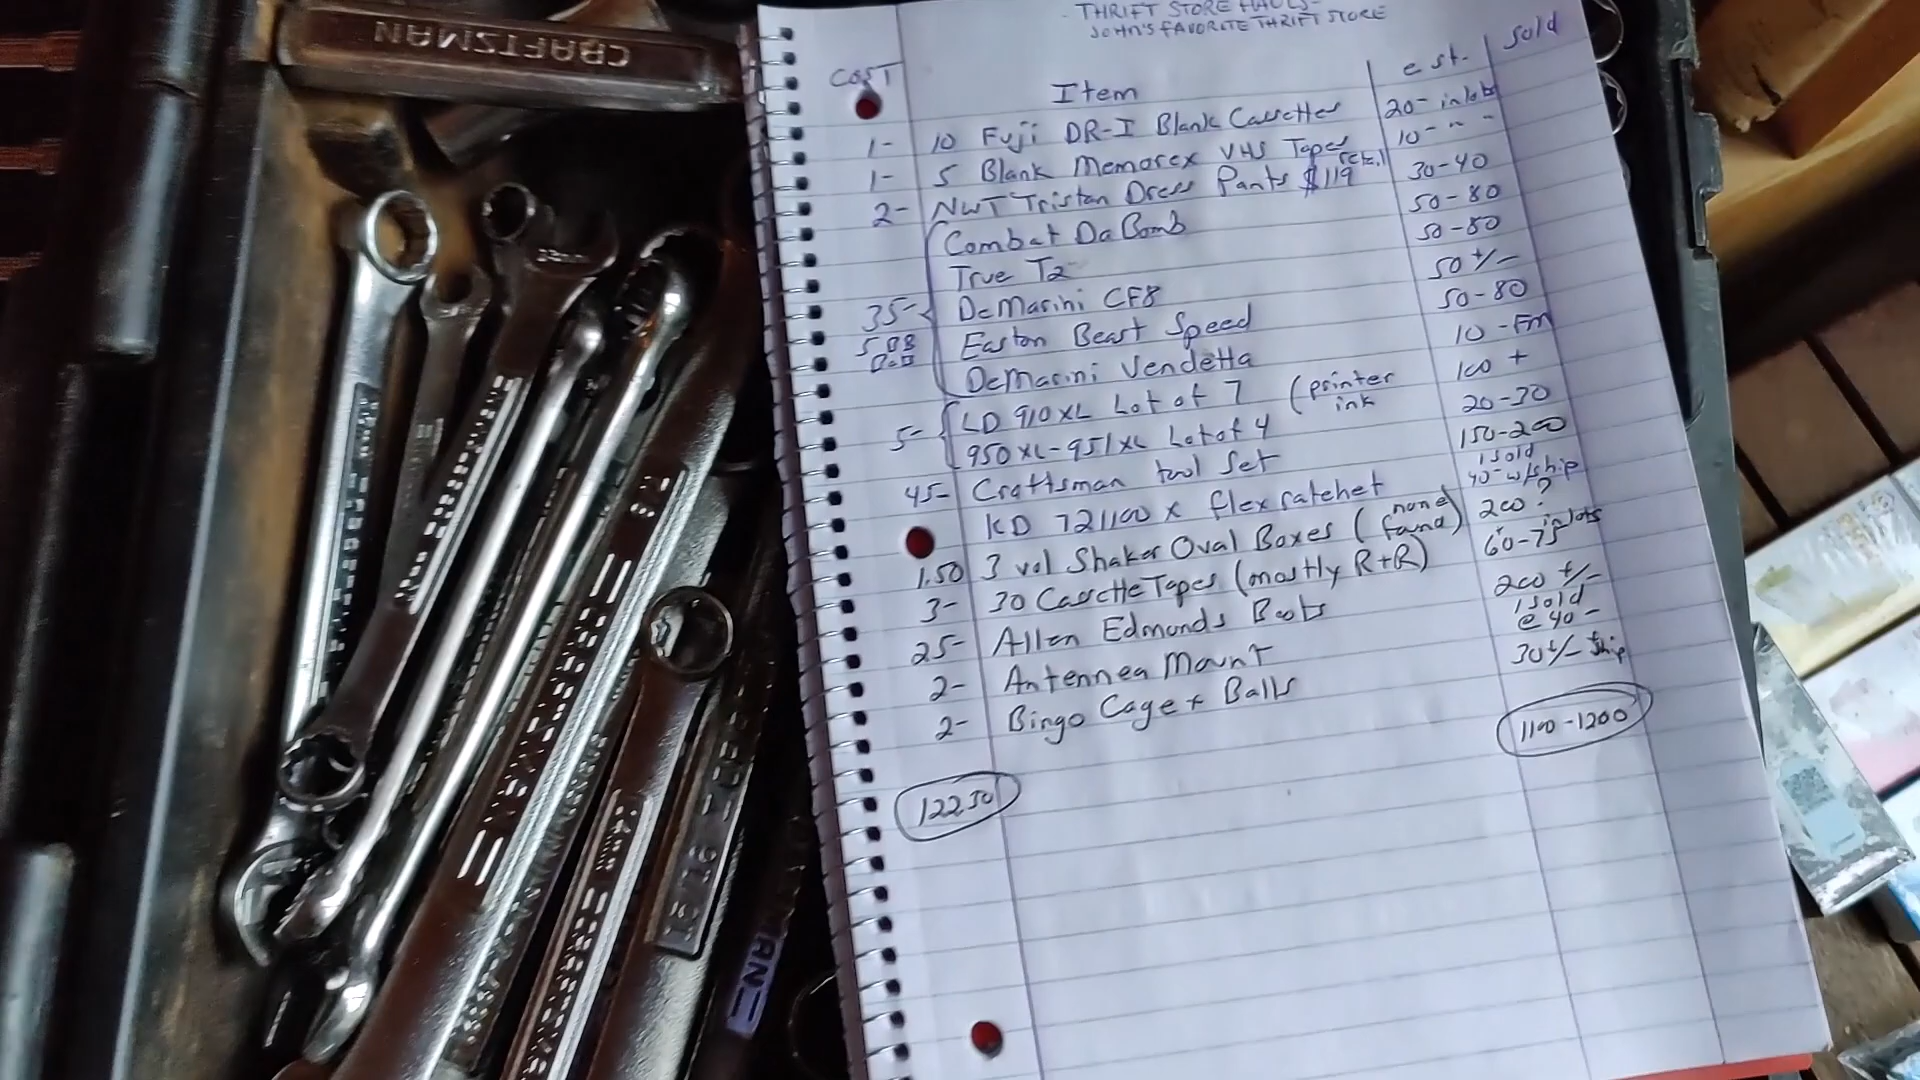 CRAFTSMAN
- THRIFT STORE HAULS -
JOHN'S FAVORITE THRIFT STORE
COST Item est. sold
1- 10 Fuji DR-I Blank Cassettes 20- in lots
1- 5 Blank Memorex VHS Tapes 10- " "
2- NWT Tristan Dress Pants $119 retail 30-40
Combat Da Bomb 50-80
True T2 50-80
35- DeMarini CF8 50 +/-
5 BB Easton Beast Speed 50-80
DeMarini Vendetta 10-FM
5- LD 910XL Lot of 7 (printer ink 100 +
950XL-951XL Lot of 4 20-30
45- Craftsman tool set 150-200
KD 721100 x flex ratchet 1 sold 40- w/ship
1.50 3 vol Shaker Oval Boxes (none found) 200 ?
3- 30 Cassette Tapes (mostly R+R) 60-75 in lots
25- Allen Edmunds Boots 200 +/-
2- Antennea Mount 1 sold @ 40-
2- Bingo Cage + Balls 30 +/- ship
122.50 1100-1200